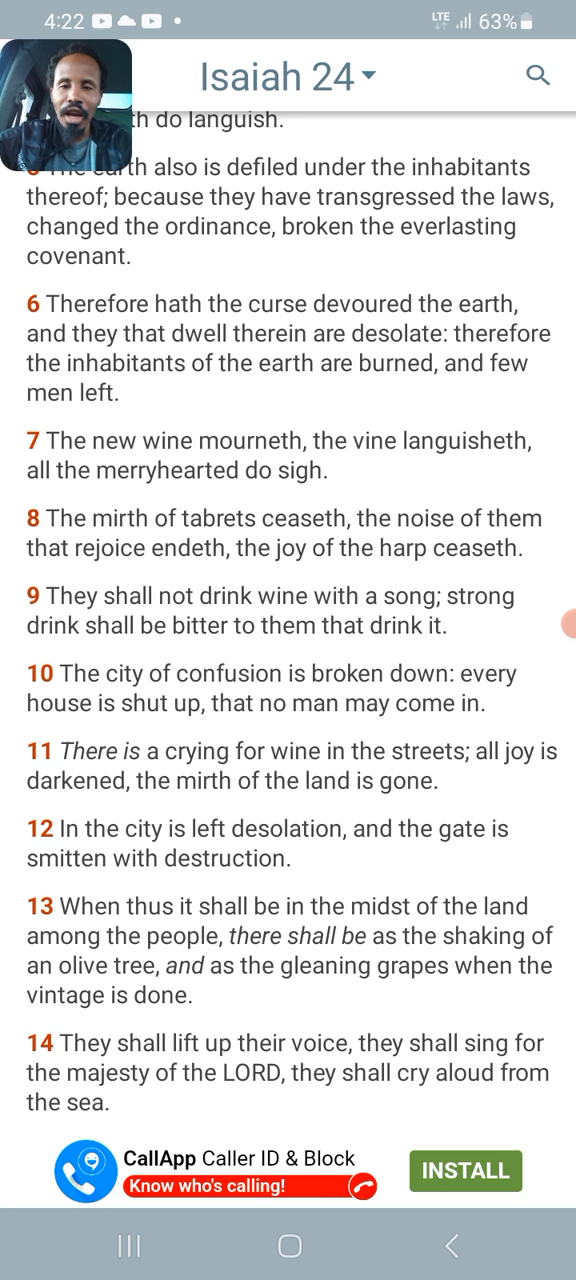 4:22
LTE 63%
Isaiah 24
th do languish.
5 The earth also is defiled under the inhabitants
thereof; because they have transgressed the laws,
changed the ordinance, broken the everlasting
covenant.
6 Therefore hath the curse devoured the earth,
and they that dwell therein are desolate: therefore
the inhabitants of the earth are burned, and few
men left.
7 The new wine mourneth, the vine languisheth,
all the merryhearted do sigh.
8 The mirth of tabrets ceaseth, the noise of them
that rejoice endeth, the joy of the harp ceaseth.
9 They shall not drink wine with a song; strong
drink shall be bitter to them that drink it.
10 The city of confusion is broken down: every
house is shut up, that no man may come in.
11 There is a crying for wine in the streets; all joy is
darkened, the mirth of the land is gone.
12 In the city is left desolation, and the gate is
smitten with destruction.
13 When thus it shall be in the midst of the land
among the people, there shall be as the shaking of
an olive tree, and as the gleaning grapes when the
vintage is done.
14 They shall lift up their voice, they shall sing for
the majesty of the LORD, they shall cry aloud from
the sea.
CallApp Caller ID & Block
Know who's calling!
INSTALL